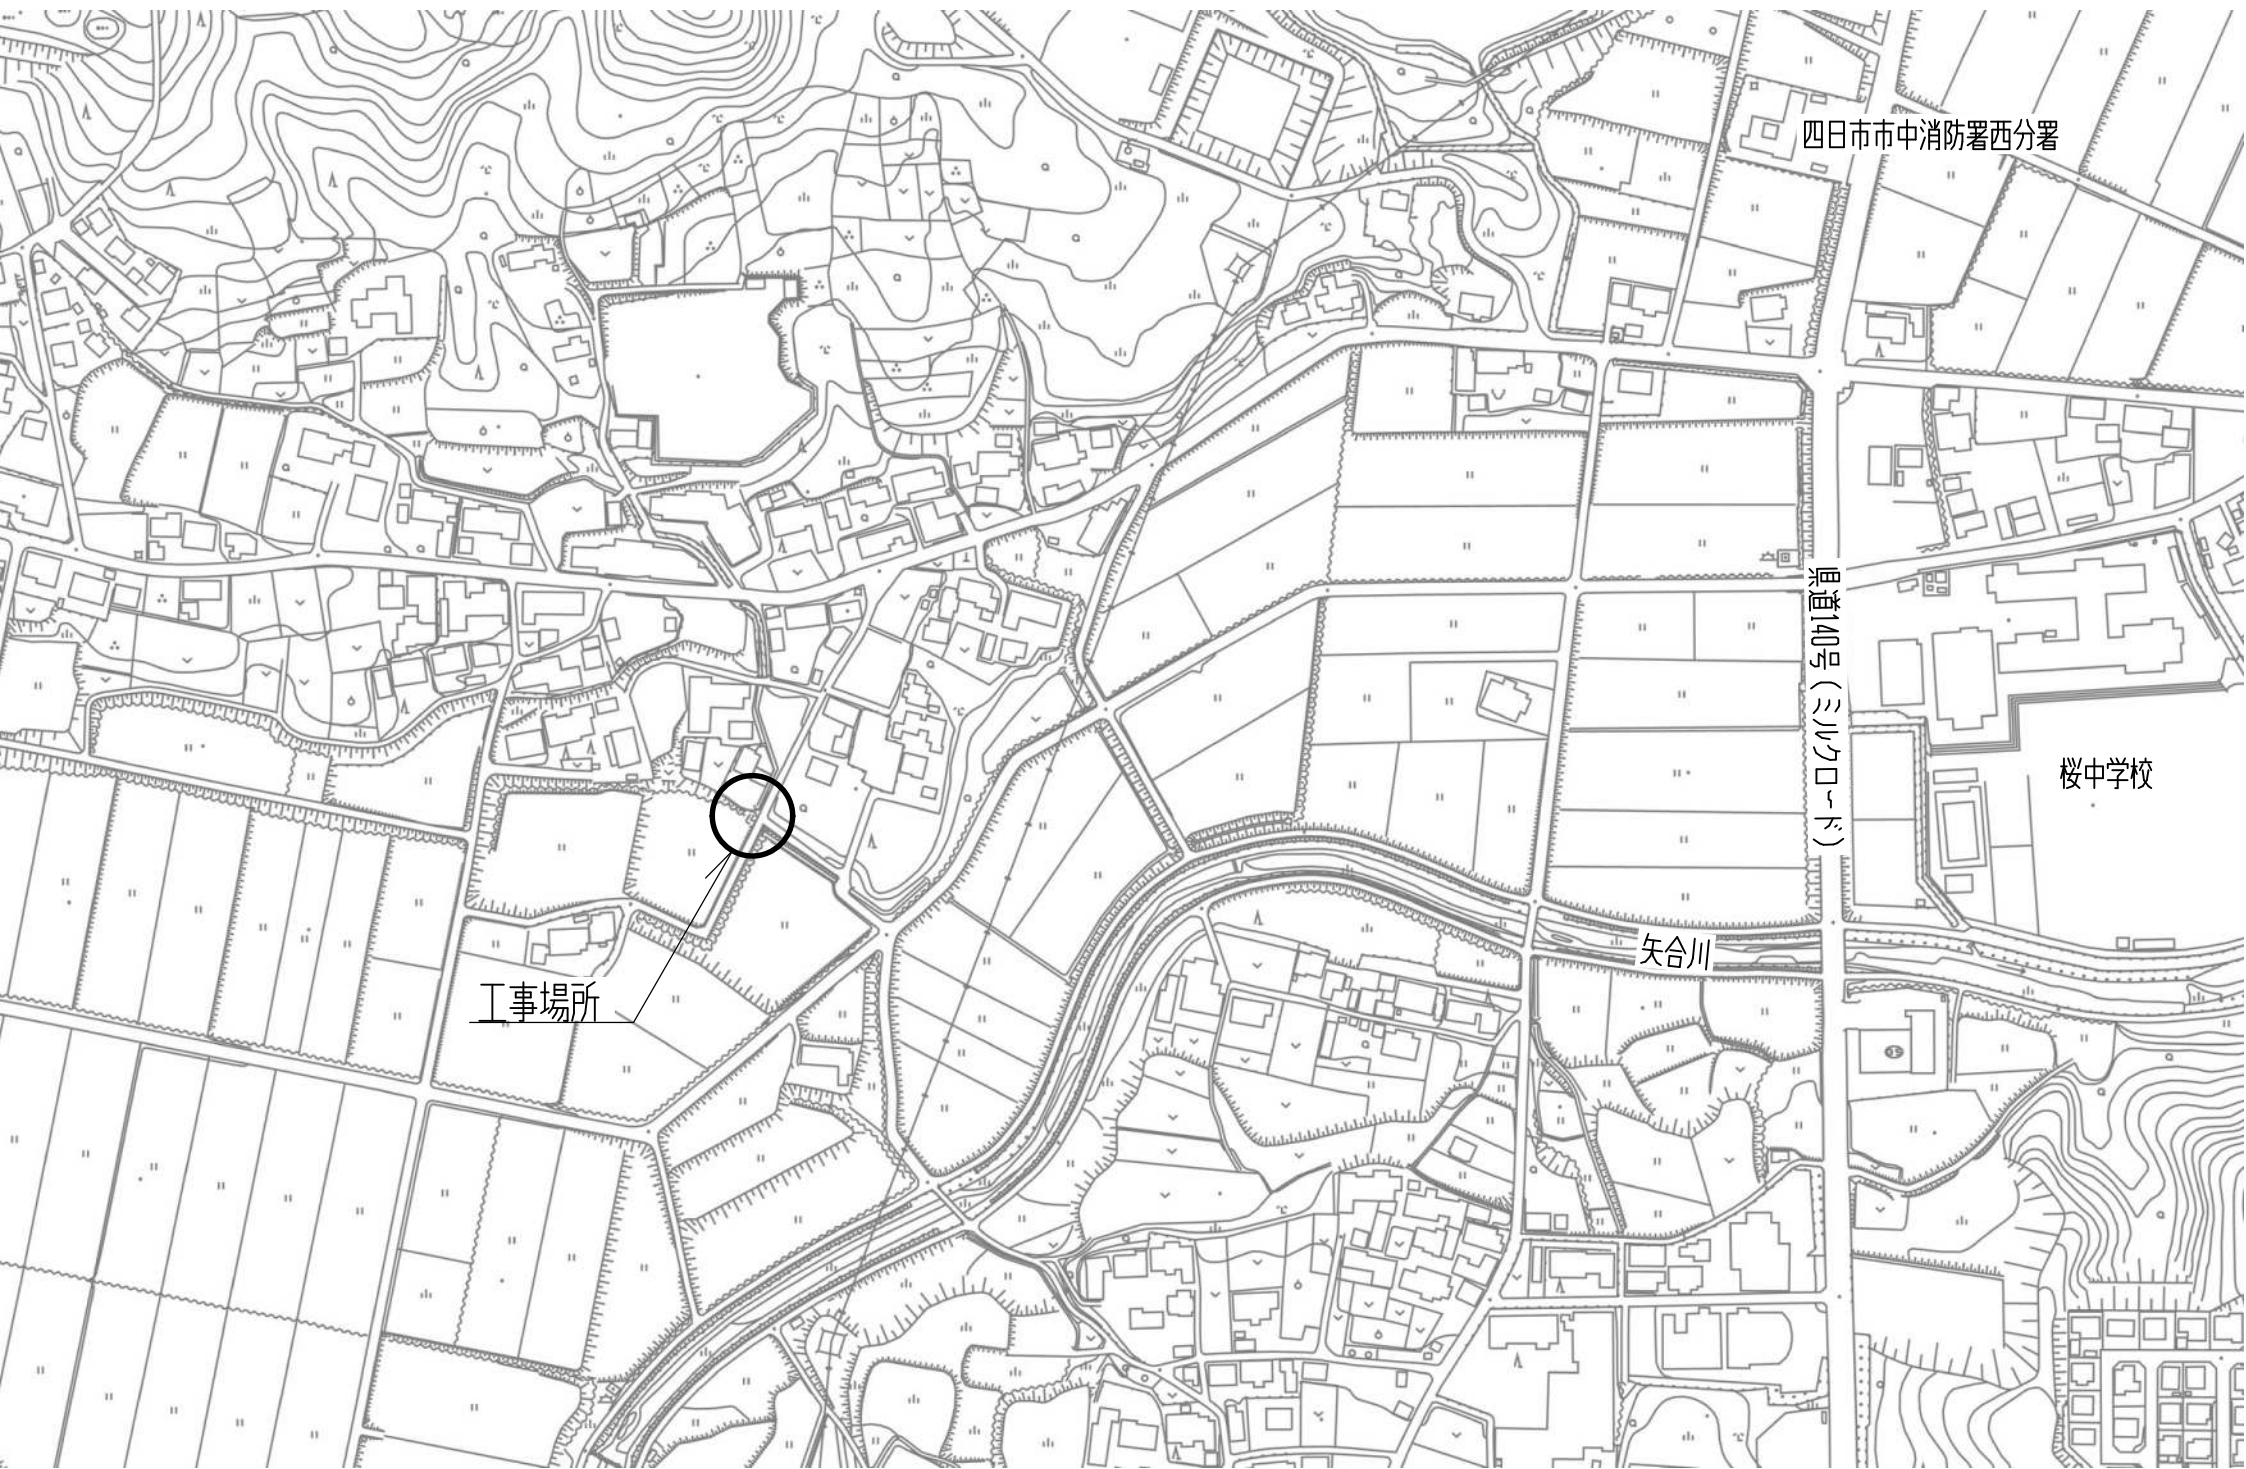 四日市市中消防署西分署
県道140号（ミルクロード）
桜中学校
矢合川
工事場所